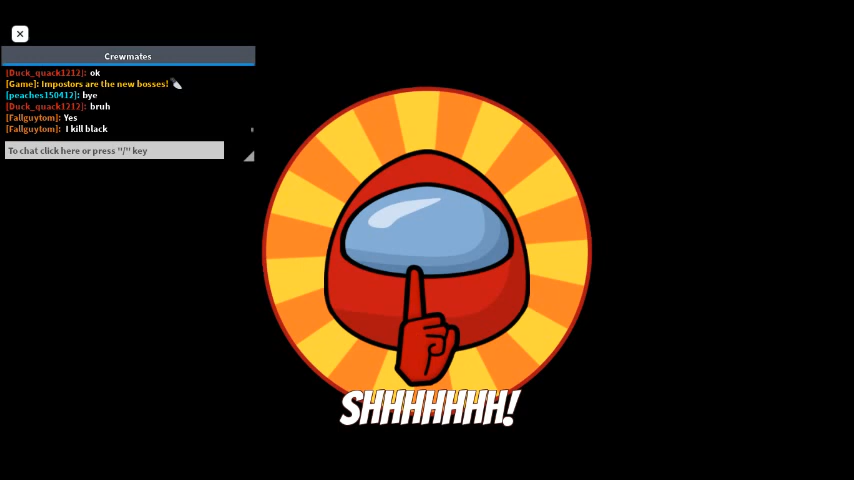 Crewmates
[Duck_quack1212]: ok
[Game]: Impostors are the new bosses!🔪
[peaches150412]: bye
[Duck_quack1212]: bruh
[Fallguytom]: Yes
[Fallguytom]: I kill black
To chat click here or press "/" key
SHHHHHHH!